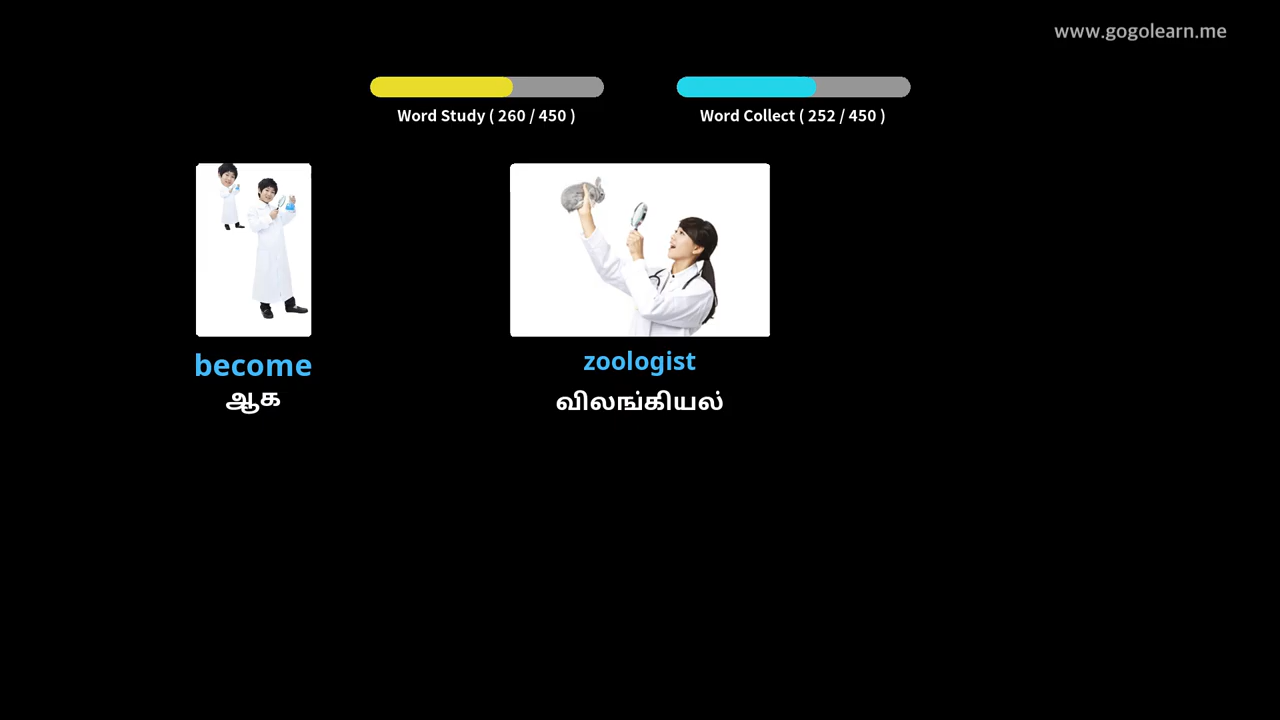 www.gogolearn.me
Word Study ( 260 / 450 )
Word Collect ( 252 / 450 )
become
ஆக
zoologist
விலங்கியல்